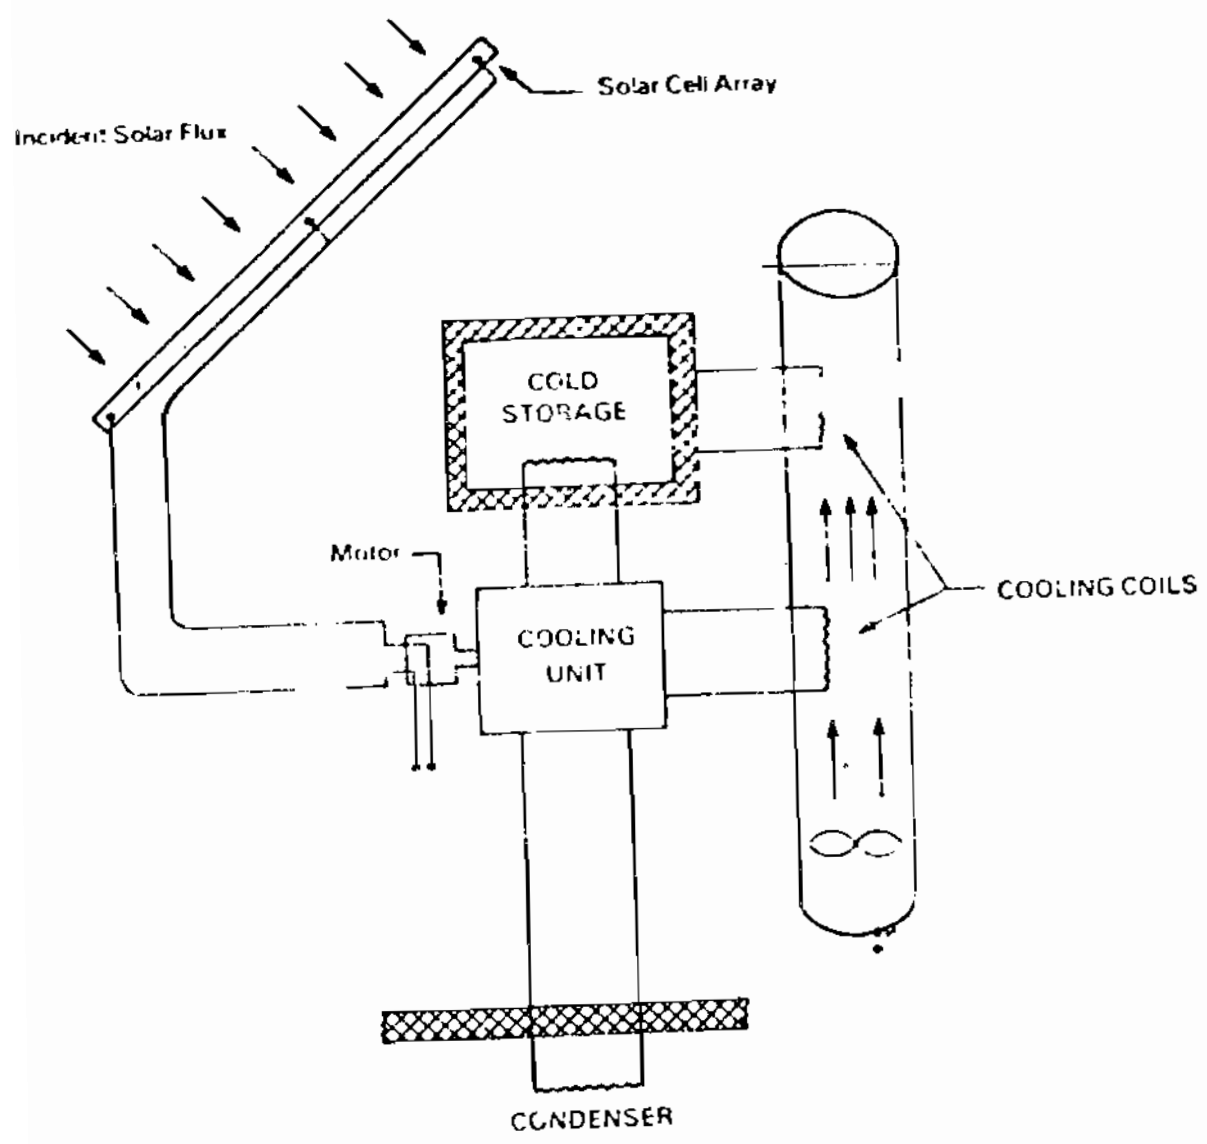 Solar Cell Array
Incident Solar Flux
COLD
STORAGE
Motor
COOLING
UNIT
COOLING COILS
CONDENSER